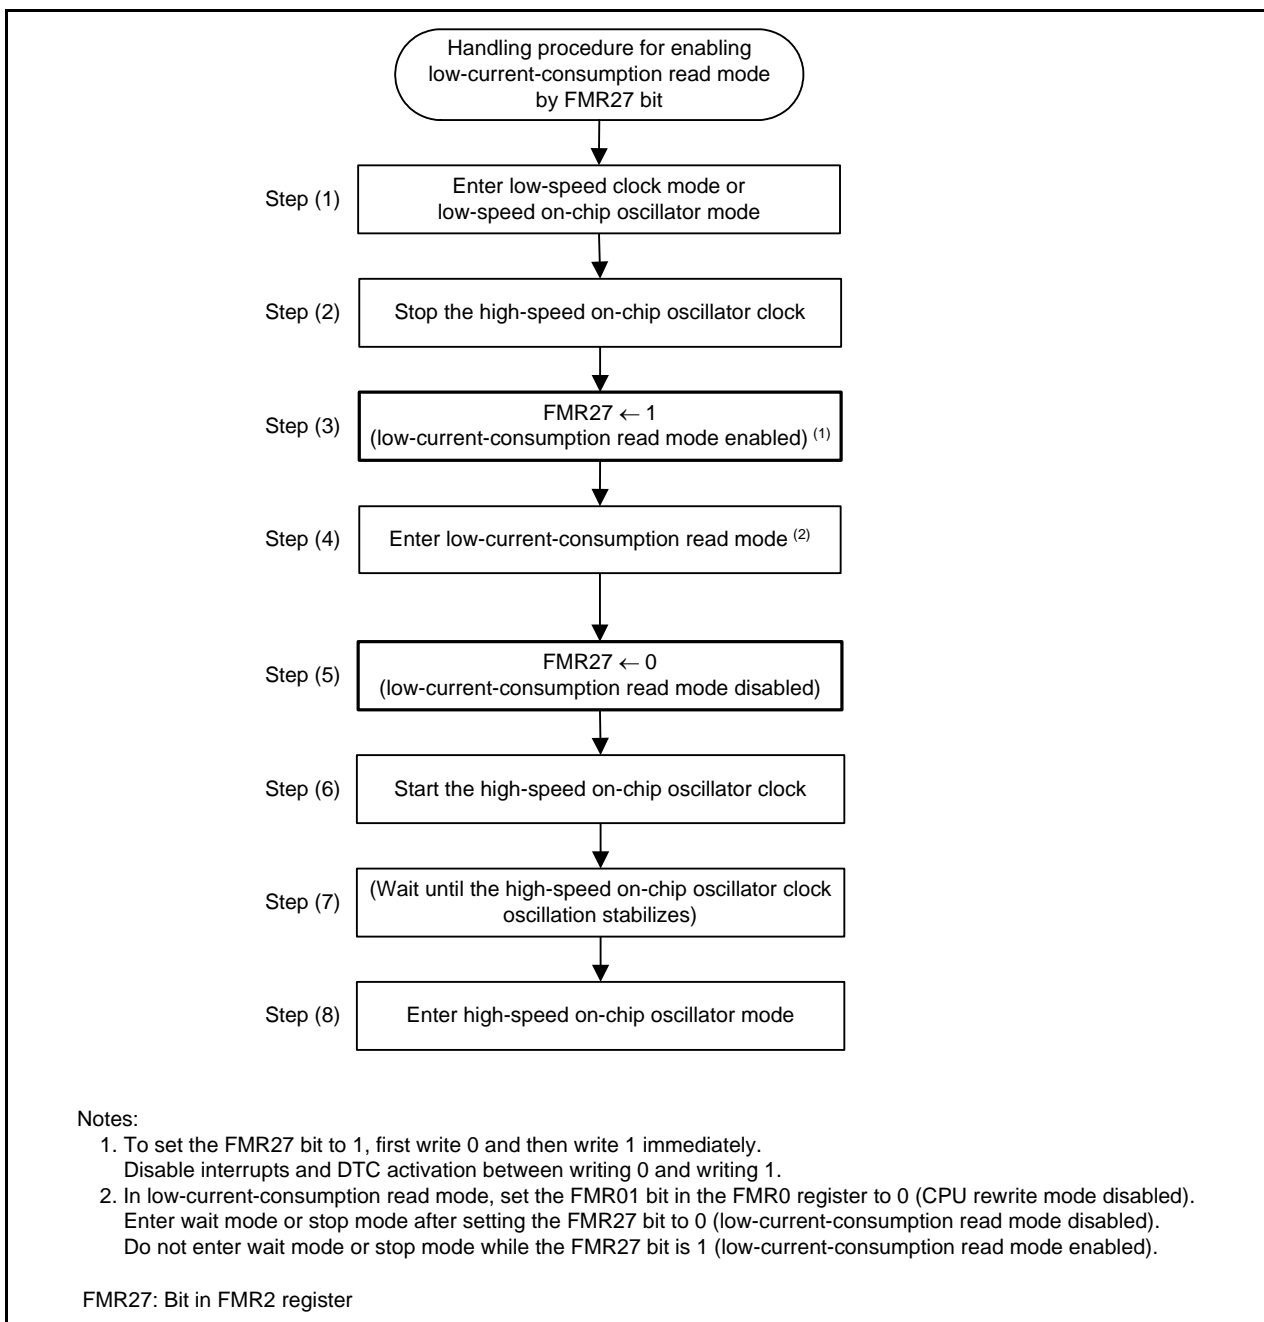 Handling procedure for enabling
low-current-consumption read mode
by FMR27 bit
Step (1)
Enter low-speed clock mode or
low-speed on-chip oscillator mode
Step (2)
Stop the high-speed on-chip oscillator clock
Step (3)
FMR27 ← 1
(low-current-consumption read mode enabled) (1)
Step (4)
Enter low-current-consumption read mode (2)
Step (5)
FMR27 ← 0
(low-current-consumption read mode disabled)
Step (6)
Start the high-speed on-chip oscillator clock
Step (7)
(Wait until the high-speed on-chip oscillator clock
oscillation stabilizes)
Step (8)
Enter high-speed on-chip oscillator mode
Notes:
1. To set the FMR27 bit to 1, first write 0 and then write 1 immediately.
Disable interrupts and DTC activation between writing 0 and writing 1.
2. In low-current-consumption read mode, set the FMR01 bit in the FMR0 register to 0 (CPU rewrite mode disabled).
Enter wait mode or stop mode after setting the FMR27 bit to 0 (low-current-consumption read mode disabled).
Do not enter wait mode or stop mode while the FMR27 bit is 1 (low-current-consumption read mode enabled).
FMR27: Bit in FMR2 register